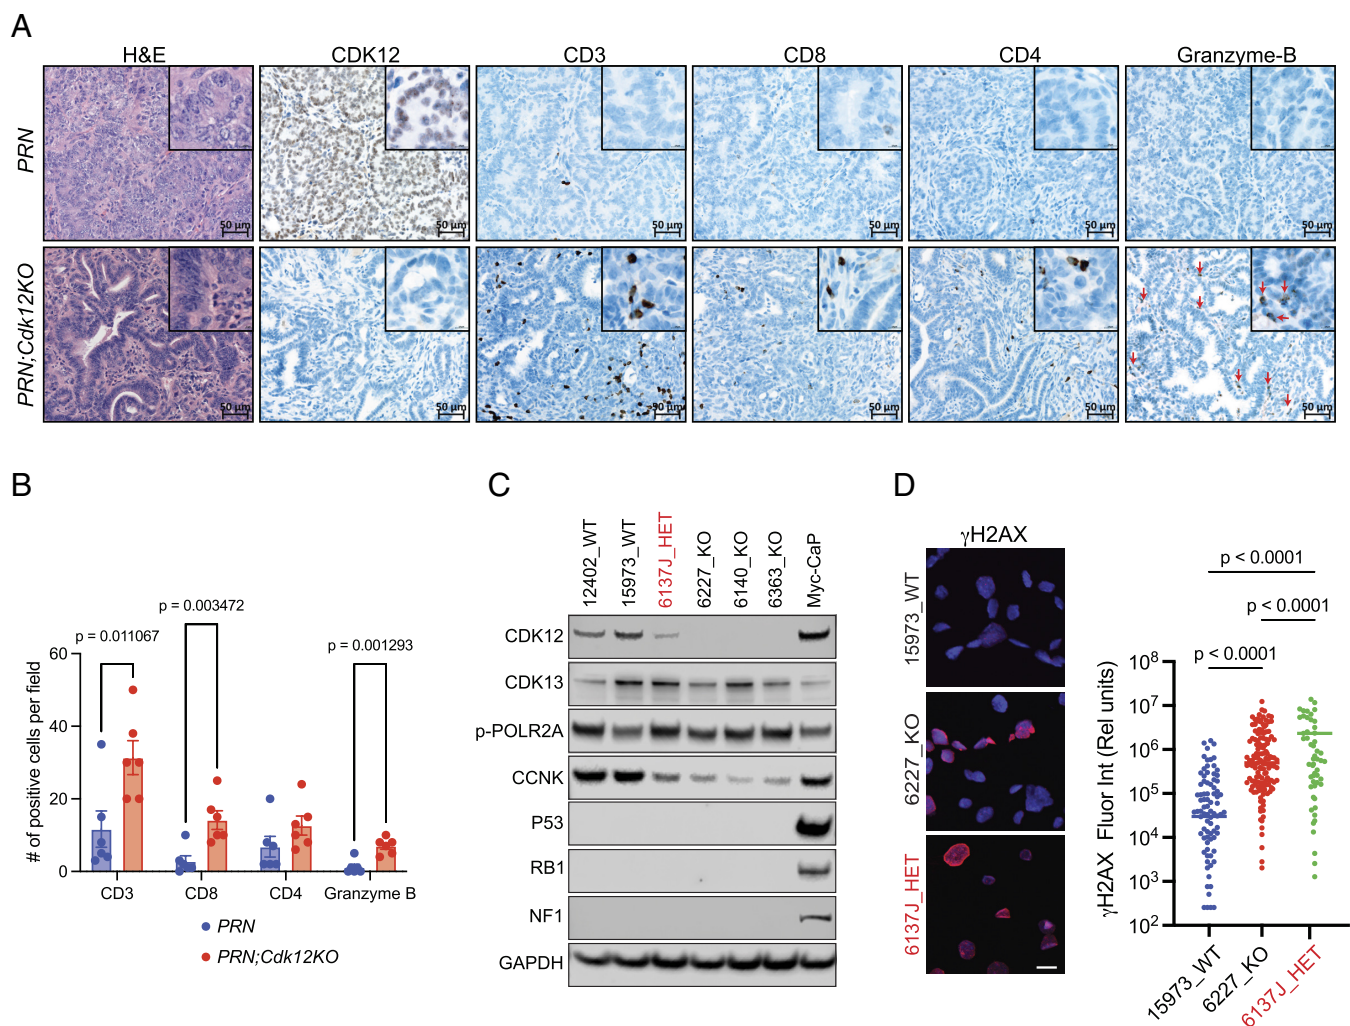 A
H&E
CDK12
CD3
CD8
CD4
Granzyme-B
PRN
50 µm
50 µm
50 µm
50 µm
50 µm
50 µm
PRN;Cdk12KO
50 µm
50 µm
50 µm
50 µm
50 µm
50 µm
B
# of positive cells per field
60
40
20
0
p = 0.011067
p = 0.003472
p = 0.001293
CD3
CD8
CD4
Granzyme B
PRN
PRN;Cdk12KO
C
12402_WT
15973_WT
6137J_HET
6227_KO
6140_KO
6363_KO
Myc-CaP
CDK12
CDK13
p-POLR2A
CCNK
P53
RB1
NF1
GAPDH
D
γH2AX
15973_WT
6227_KO
6137J_HET
p < 0.0001
p < 0.0001
p < 0.0001
γH2AX Fluor Int (Rel units)
10⁸
10⁷
10⁶
10⁵
10⁴
10³
10²
15973_WT
6227_KO
6137J_HET